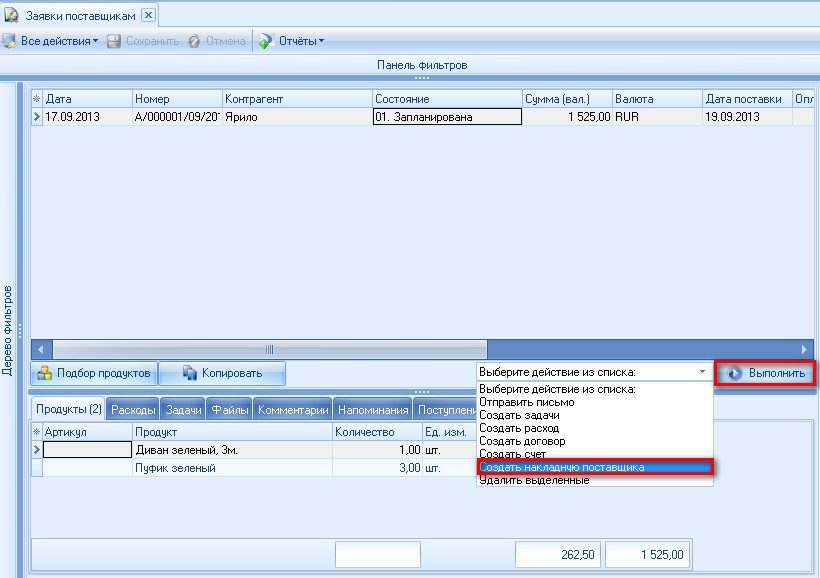 Заявки поставщикам
Все действия Сохранить Отмена Отчёты
Панель фильтров
Дерево фильтров
Дата Номер Контрагент Состояние Сумма (вал.) Валюта Дата поставки Опл
17.09.2013 A/000001/09/201 Ярило 01. Запланирована 1 525,00 RUR 19.09.2013
Подбор продуктов Копировать Выберите действие из списка: Выполнить
Выберите действие из списка:
Отправить письмо
Создать задачи
Создать расход
Создать договор
Создать счет
Создать накладную поставщика
Удалить выделенные
Продукты (2) Расходы Задачи Файлы Комментарии Напоминания Поступлени
Артикул Продукт Количество Ед. изм.
Диван зеленый, 3м. 1,00 шт.
Пуфик зеленый 3,00 шт.
262,50 1 525,00